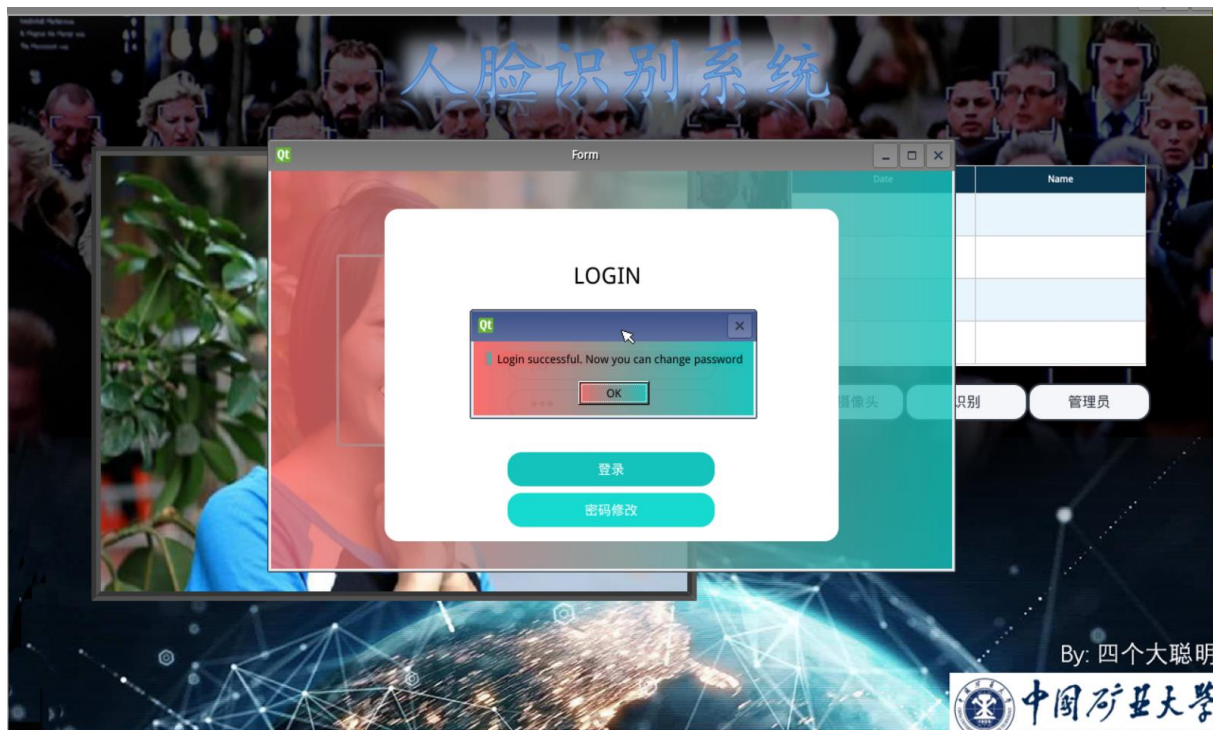 人脸识别系统
Form
Date
Name
LOGIN
Login successful. Now you can change password
OK
摄像头
识别
管理员
登录
密码修改
By: 四个大聪明
中国矿业大学